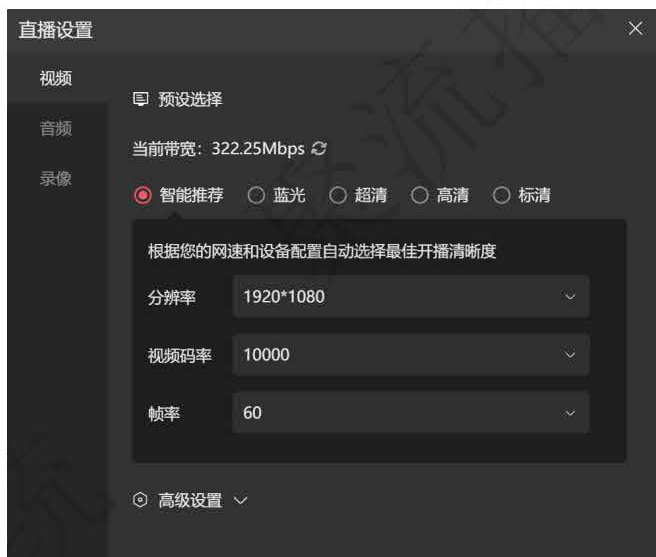 直播设置
视频
音频
录像
预设选择
当前带宽：322.25Mbps
智能推荐 蓝光 超清 高清 标清
根据您的网速和设备配置自动选择最佳开播清晰度
分辨率 1920*1080
视频码率 10000
帧率 60
高级设置
聚流播